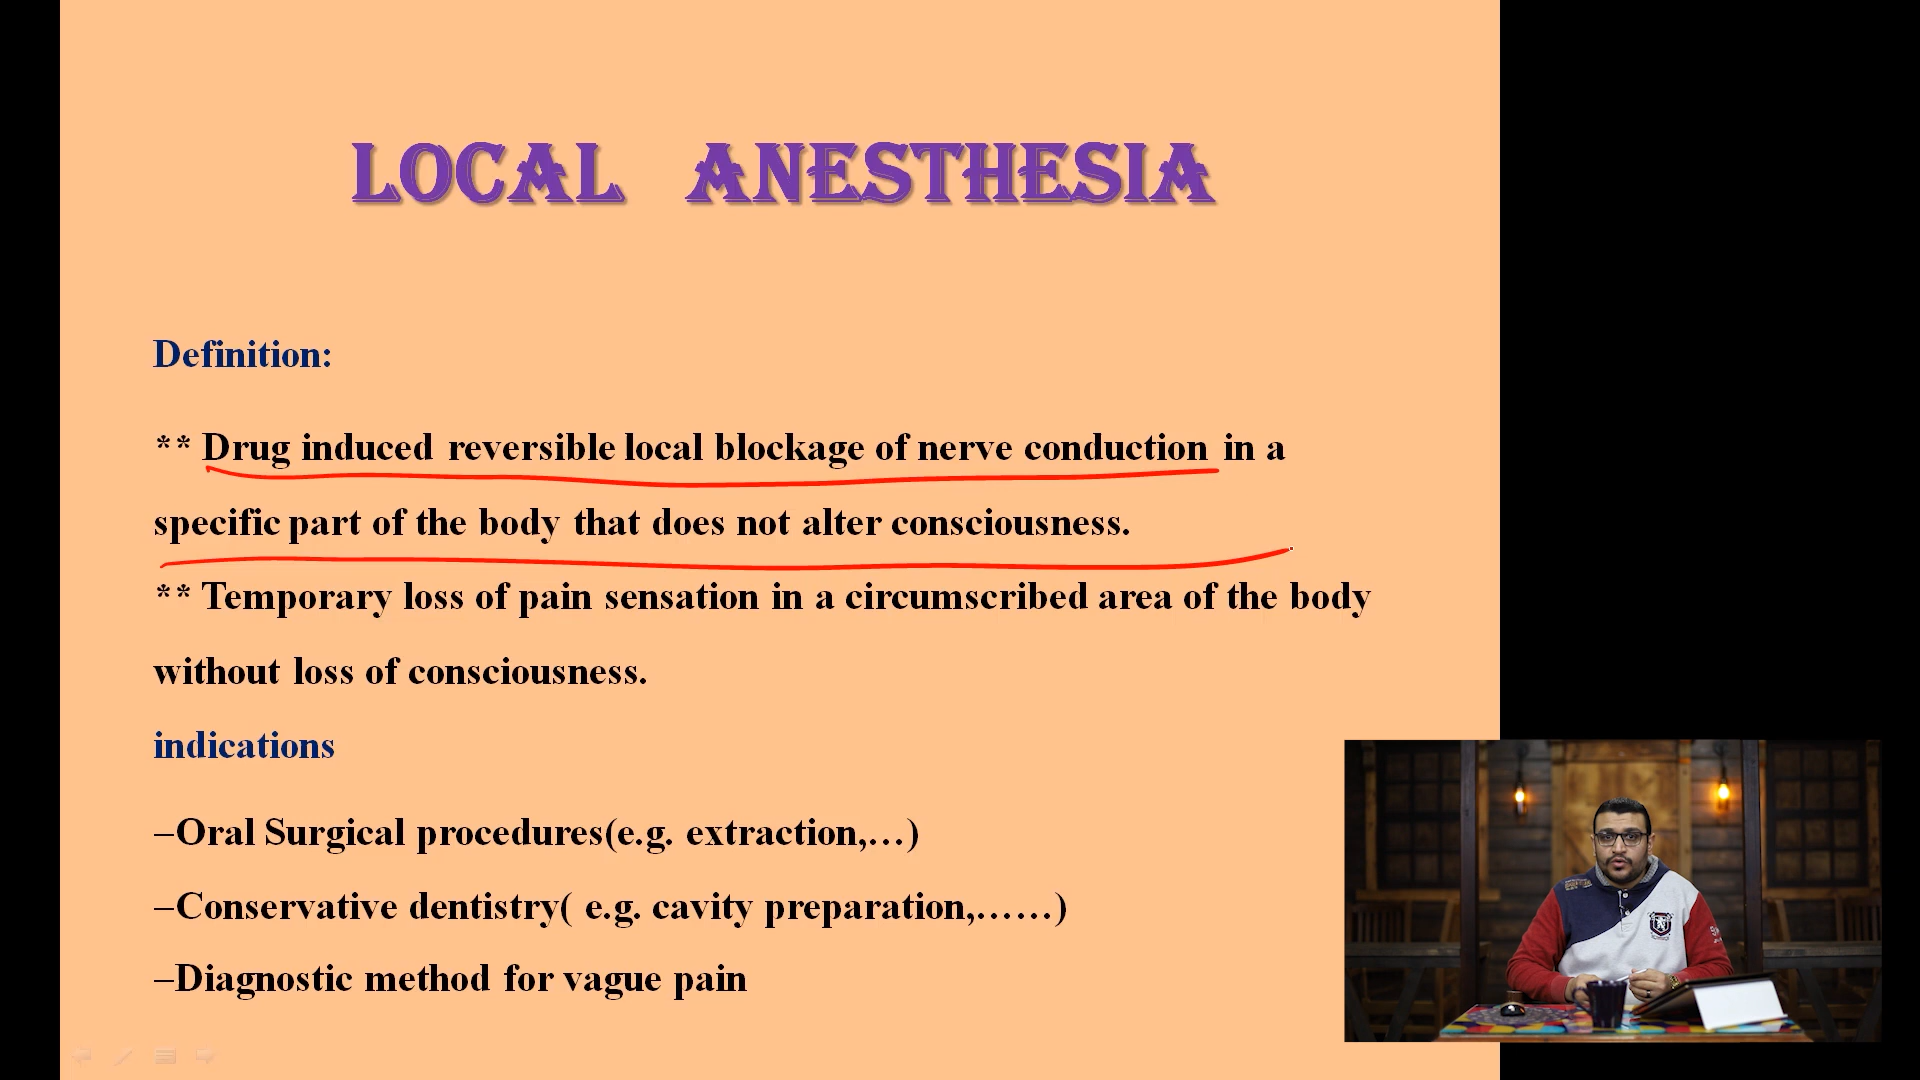 LOCAL ANESTHESIA
Definition:
** Drug induced reversible local blockage of nerve conduction in a
specific part of the body that does not alter consciousness.
** Temporary loss of pain sensation in a circumscribed area of the body
without loss of consciousness.
indications
–Oral Surgical procedures(e.g. extraction,…)
–Conservative dentistry( e.g. cavity preparation,……)
–Diagnostic method for vague pain